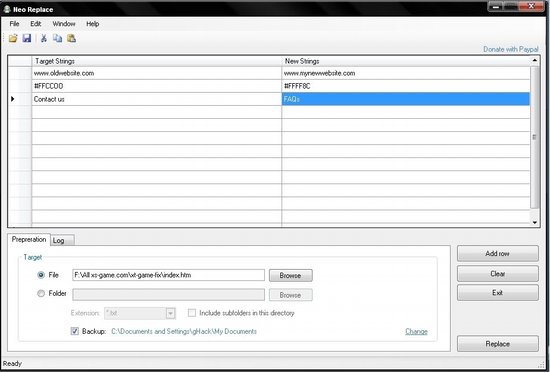 Neo Replace
File Edit Window Help
Donate with Paypal
Target Strings New Strings
www.oldwebsite.com www.mynewwebsite.com
#FFCC00 #FFFF8C
Contact us FAQs
Prepreration Log
Target
File F:\All xs-game.com\xt-game-fix\index.htm Browse
Folder Browse
Extension: *.txt Include subfolders in this directory
Backup: C:\Documents and Settings\gHack\My Documents Change
Add row
Clear
Exit
Replace
Ready